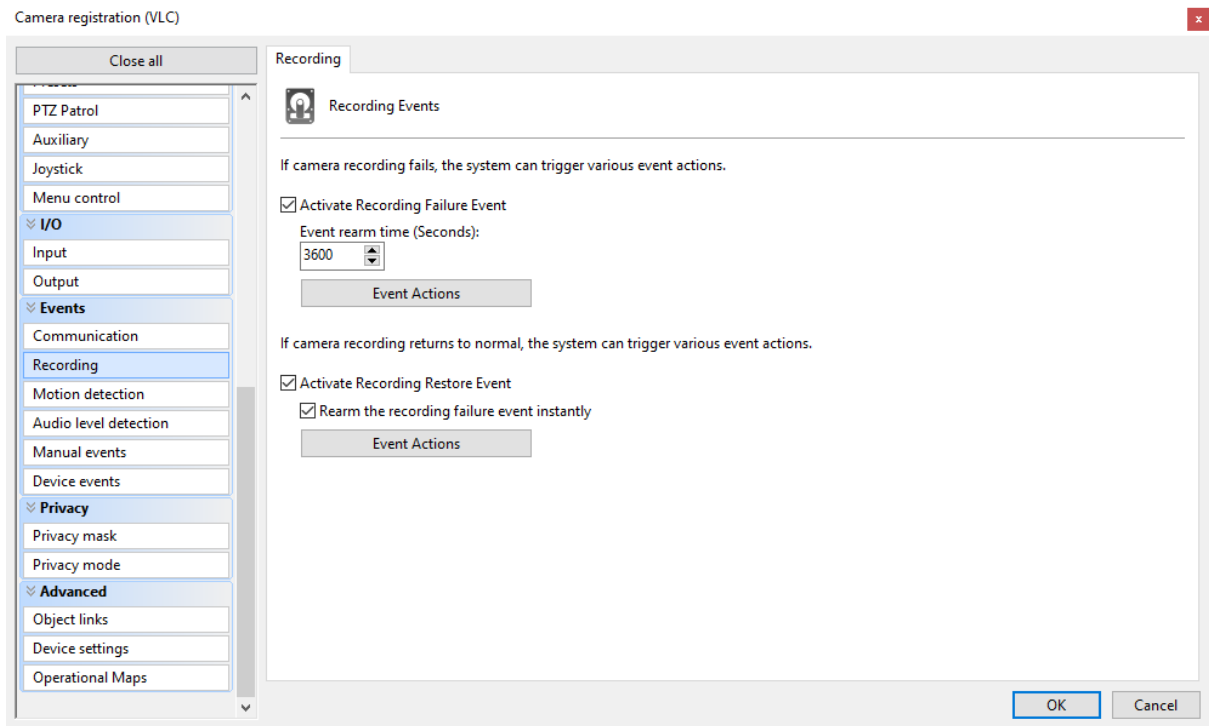 Camera registration (VLC)
x
Close all
Presets
PTZ Patrol
Auxiliary
Joystick
Menu control
I/O
Input
Output
Events
Communication
Recording
Motion detection
Audio level detection
Manual events
Device events
Privacy
Privacy mask
Privacy mode
Advanced
Object links
Device settings
Operational Maps
Recording
Recording Events
If camera recording fails, the system can trigger various event actions.
Activate Recording Failure Event
Event rearm time (Seconds):
3600
Event Actions
If camera recording returns to normal, the system can trigger various event actions.
Activate Recording Restore Event
Rearm the recording failure event instantly
Event Actions
OK
Cancel